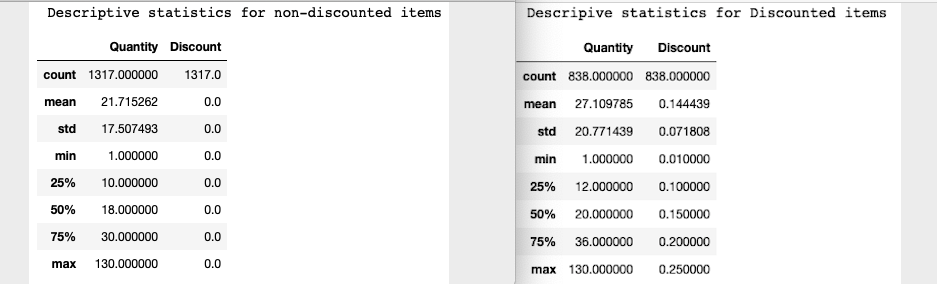 Descriptive statistics for non-discounted items
Quantity Discount
count 1317.000000 1317.0
mean 21.715262 0.0
std 17.507493 0.0
min 1.000000 0.0
25% 10.000000 0.0
50% 18.000000 0.0
75% 30.000000 0.0
max 130.000000 0.0
Descripive statistics for Discounted items
Quantity Discount
count 838.000000 838.000000
mean 27.109785 0.144439
std 20.771439 0.071808
min 1.000000 0.010000
25% 12.000000 0.100000
50% 20.000000 0.150000
75% 36.000000 0.200000
max 130.000000 0.250000